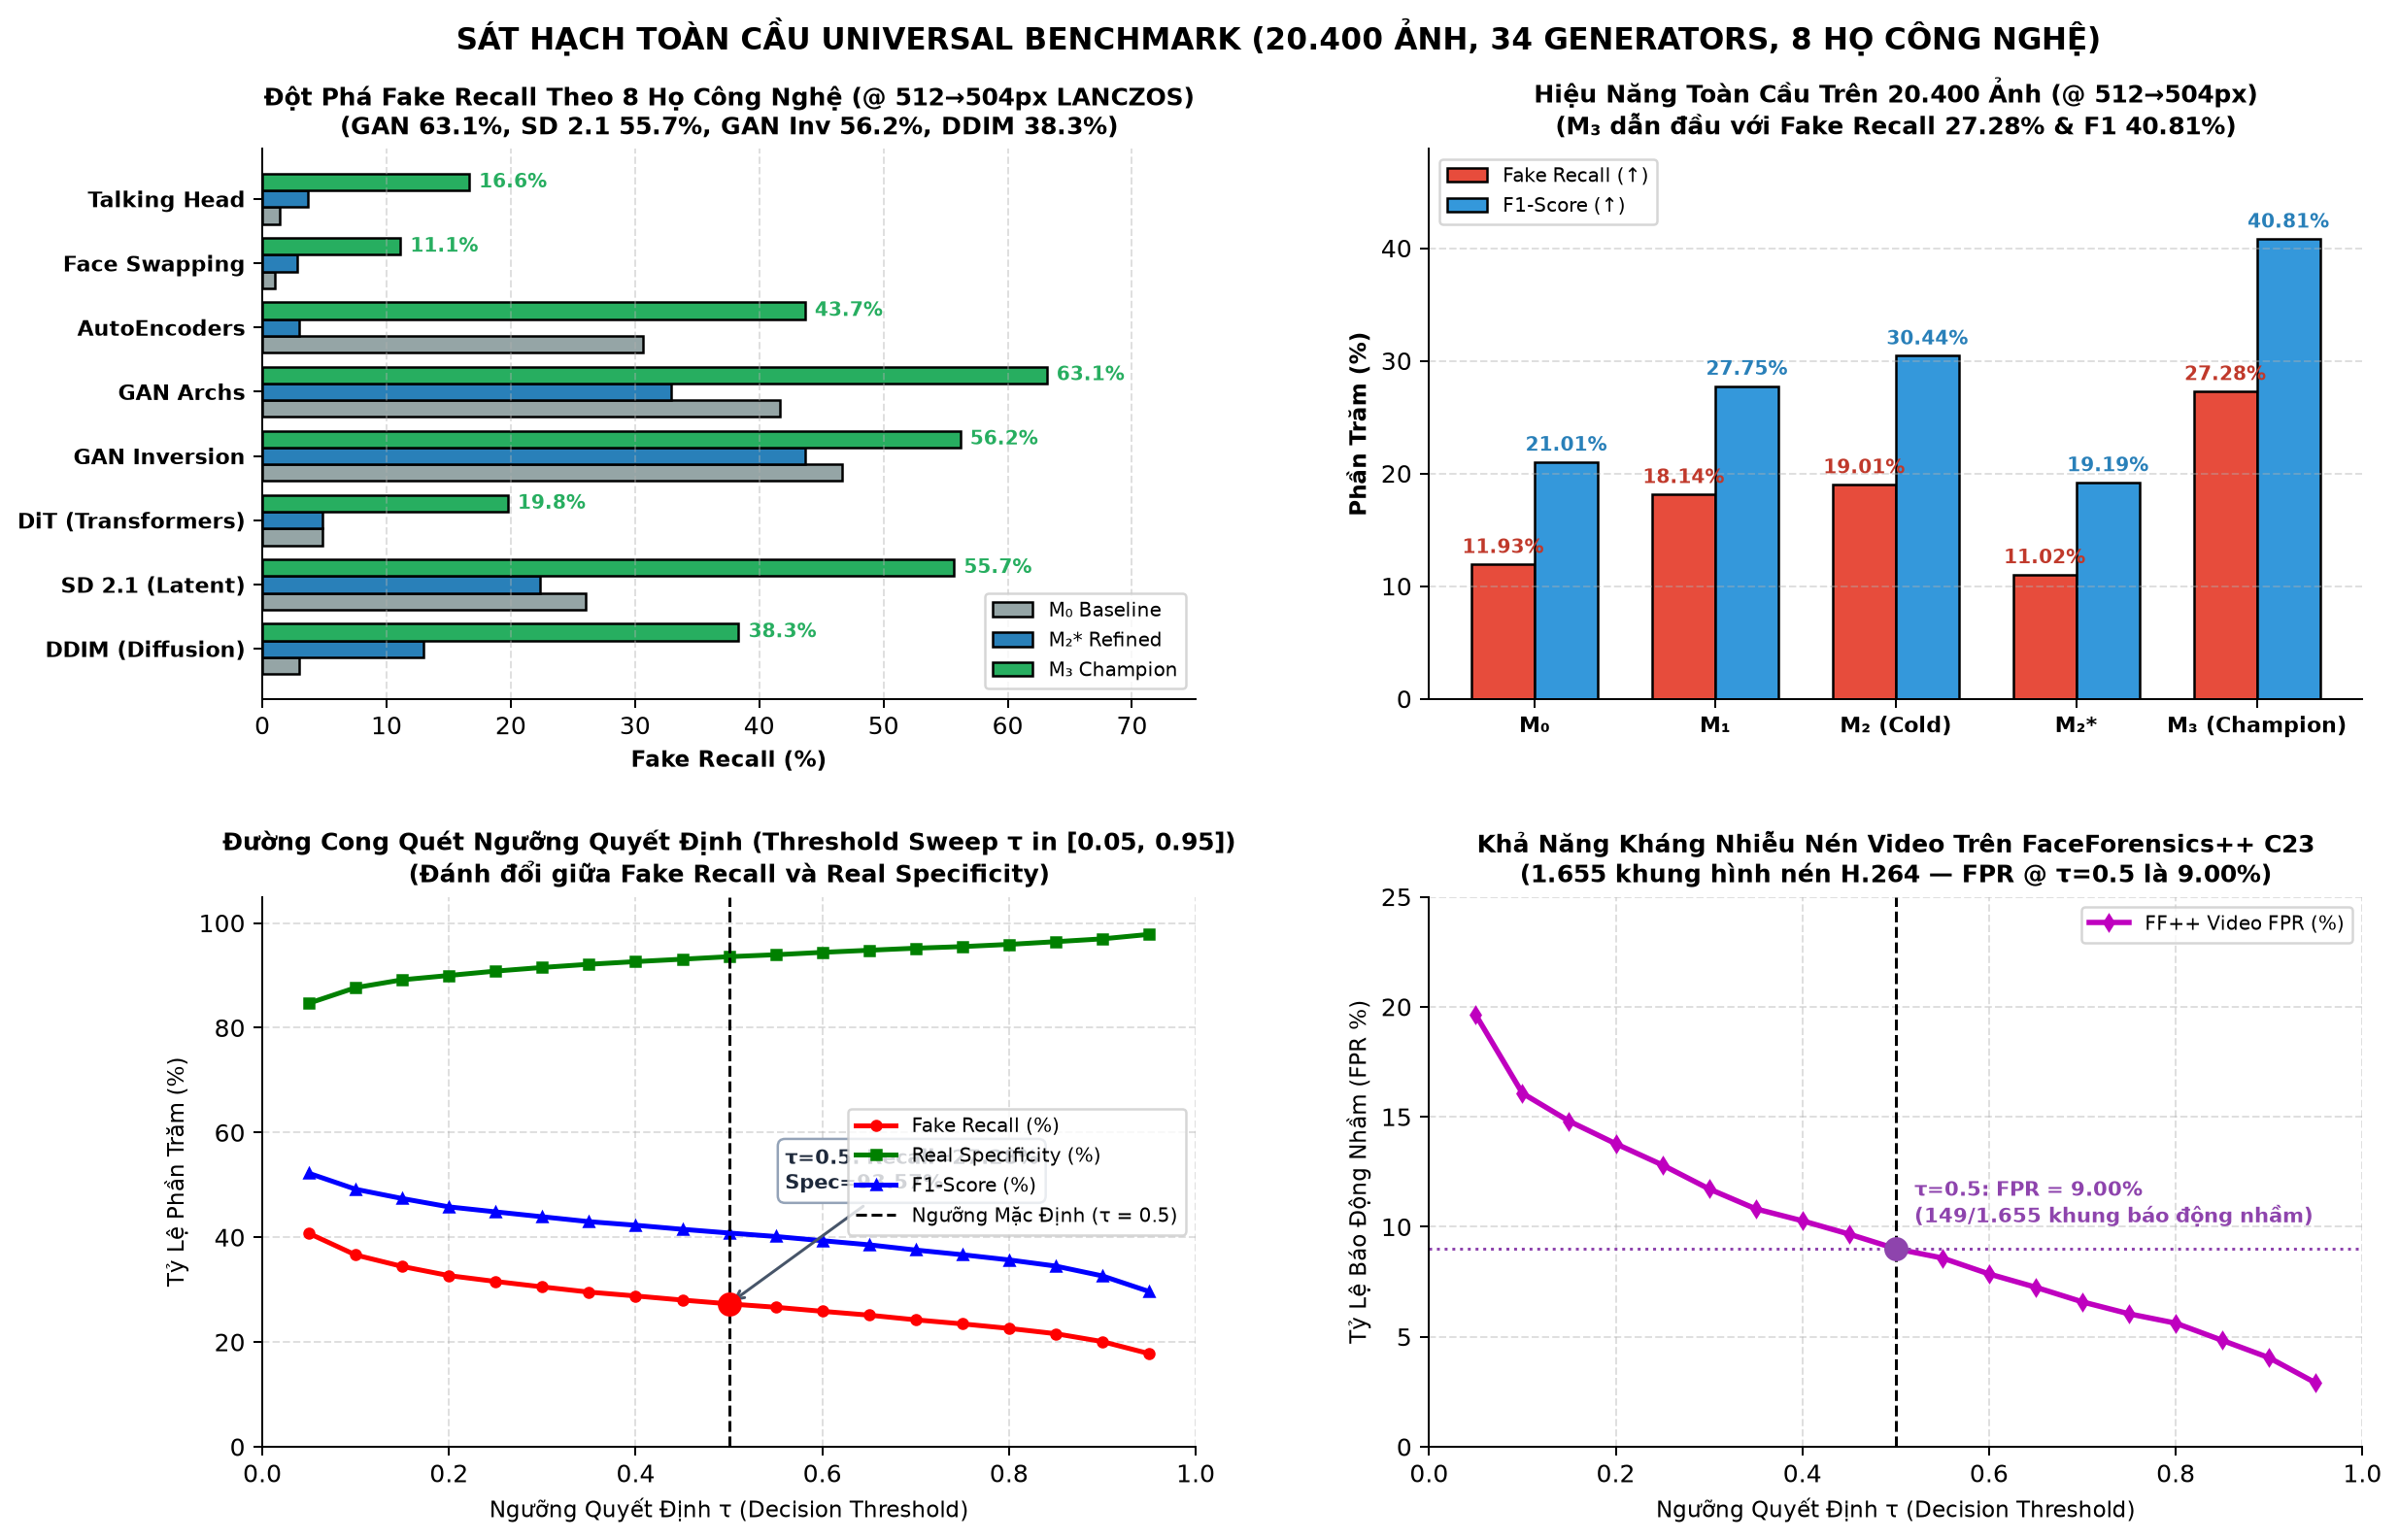 SÁT HẠCH TOÀN CẦU UNIVERSAL BENCHMARK (20.400 ẢNH, 34 GENERATORS, 8 HỌ CÔNG NGHỆ)
Đột Phá Fake Recall Theo 8 Họ Công Nghệ (@ 512→504px LANCZOS)
(GAN 63.1%, SD 2.1 55.7%, GAN Inv 56.2%, DDIM 38.3%)
Talking Head
16.6%
Face Swapping
11.1%
AutoEncoders
43.7%
GAN Archs
63.1%
GAN Inversion
56.2%
DiT (Transformers)
19.8%
SD 2.1 (Latent)
55.7%
DDIM (Diffusion)
38.3%
M₀ Baseline
M₂* Refined
M₃ Champion
0 10 20 30 40 50 60 70
Fake Recall (%)
Hiệu Năng Toàn Cầu Trên 20.400 Ảnh (@ 512→504px)
(M₃ dẫn đầu với Fake Recall 27.28% & F1 40.81%)
Fake Recall (↑)
F1-Score (↑)
Phần Trăm (%)
40
30
20
10
0
11.93%
21.01%
18.14%
27.75%
19.01%
30.44%
11.02%
19.19%
27.28%
40.81%
M₀ M₁ M₂ (Cold) M₂* M₃ (Champion)
Đường Cong Quét Ngưỡng Quyết Định (Threshold Sweep τ in [0.05, 0.95])
(Đánh đổi giữa Fake Recall và Real Specificity)
Tỷ Lệ Phần Trăm (%)
100
80
60
40
20
0
τ=0.5:
Spec=
Fake Recall (%)
Real Specificity (%)
F1-Score (%)
Ngưỡng Mặc Định (τ = 0.5)
0.0 0.2 0.4 0.6 0.8 1.0
Ngưỡng Quyết Định τ (Decision Threshold)
Khả Năng Kháng Nhiễu Nén Video Trên FaceForensics++ C23
(1.655 khung hình nén H.264 — FPR @ τ=0.5 là 9.00%)
Tỷ Lệ Báo Động Nhầm (FPR %)
25
20
15
10
5
0
FF++ Video FPR (%)
τ=0.5: FPR = 9.00%
(149/1.655 khung báo động nhầm)
0.0 0.2 0.4 0.6 0.8 1.0
Ngưỡng Quyết Định τ (Decision Threshold)